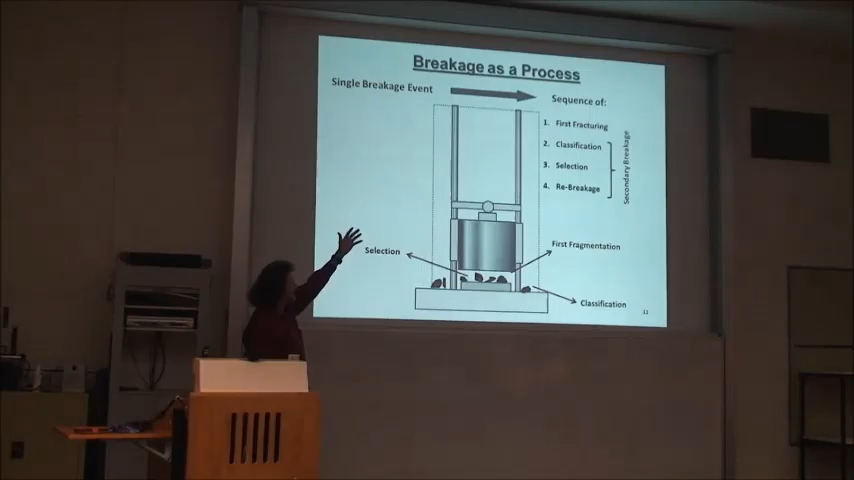 Breakage as a Process
Single Breakage Event
Sequence of:
1. First Fracturing
2. Classification
3. Selection
4. Re-Breakage
Secondary Breakage
Selection
First Fragmentation
Classification
11